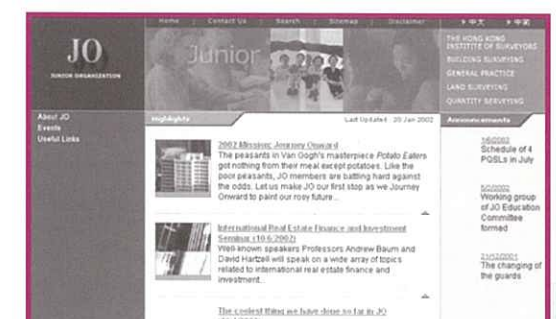 Home | Contact Us | Search | Sitemap | Disclaimer
▸ 中文 ▸ 中国
JO
JUNIOR ORGANIZATION
Junior
THE HONG KONG
INSTITITE OF SURVEYORS
BUILDING SURVEYING
GENERAL PRACTICE
LAND SURVEYING
QUANTITY SERVEYING
About JO
Events
Useful Links
Highlights
Last Updated : 20 Jan 2002
2002 Mission: Journey Onward
The peasants in Van Gogh's masterpiece Potato Eaters
got nothing from their meal except potatoes. Like the
poor peasants, JO members are battling hard against
the odds. Let us make JO our first stop as we Journey
Onward to paint our rosy future...
International Real Estate Finance and Investment
Seminar (10.6.2002)
Well-known speakers Professors Andrew Baum and
David Hartzell will speak on a wide array of topics
related to international real estate finance and
investment...
The coolest thing we have done so far in JO
Announcements
1/6/2002
Schedule of 4
PQSLs in July
5/2/2002
Working group
of JO Education
Committee
formed
21/12/2001
The changing of
the guards